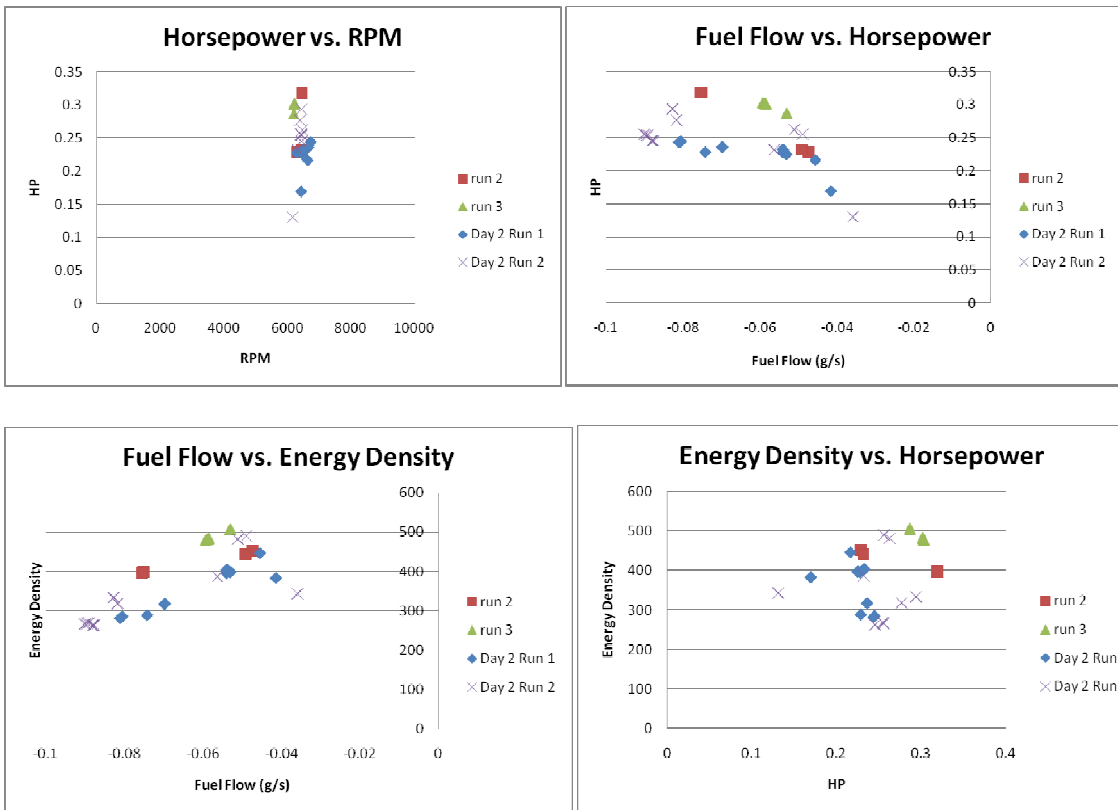 Horsepower vs. RPM
0.35
0.3
0.25
0.2
0.15
0.1
0.05
0
HP
0 2000 4000 6000 8000 10000
RPM
run 2
run 3
Day 2 Run 1
Day 2 Run 2
Fuel Flow vs. Horsepower
0.35
0.3
0.25
0.2
0.15
0.1
0.05
0
HP
-0.1 -0.08 -0.06 -0.04 -0.02 0
Fuel Flow (g/s)
run 2
run 3
Day 2 Run 1
Day 2 Run 2
Fuel Flow vs. Energy Density
600
500
400
300
200
100
0
Energy Density
-0.1 -0.08 -0.06 -0.04 -0.02 0
Fuel Flow (g/s)
run 2
run 3
Day 2 Run 1
Day 2 Run 2
Energy Density vs. Horsepower
600
500
400
300
200
100
0
Energy Density
0 0.1 0.2 0.3 0.4
HP
run 2
run 3
Day 2 Run
Day 2 Run